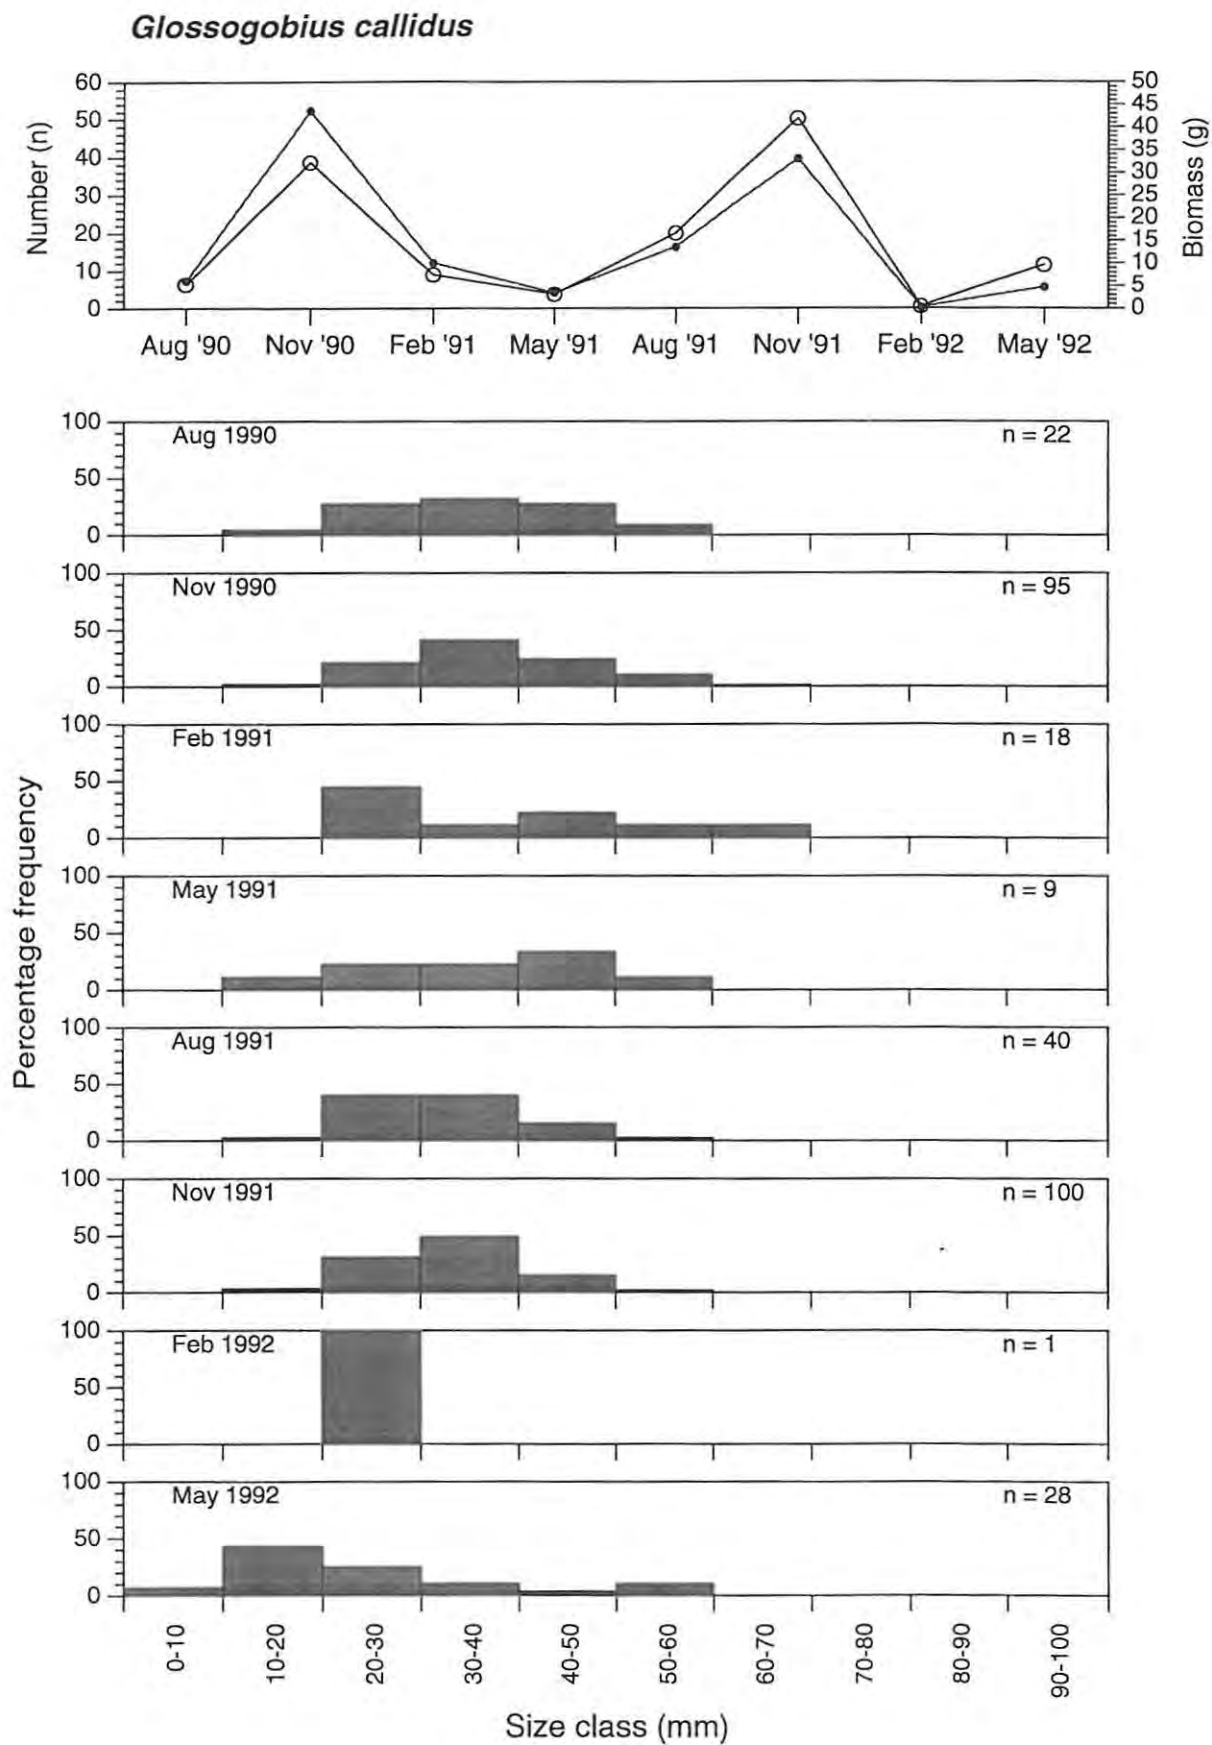 Glossogobius callidus
60
50
40
30
20
10
0
Number (n)
50
45
40
35
30
25
20
15
10
5
0
Biomass (g)
Aug '90 Nov '90 Feb '91 May '91 Aug '91 Nov '91 Feb '92 May '92
Percentage frequency
100
50
0
Aug 1990 n = 22
100
50
0
Nov 1990 n = 95
100
50
0
Feb 1991 n = 18
100
50
0
May 1991 n = 9
100
50
0
Aug 1991 n = 40
100
50
0
Nov 1991 n = 100
100
50
0
Feb 1992 n = 1
100
50
0
May 1992 n = 28
0-10 10-20 20-30 30-40 40-50 50-60 60-70 70-80 80-90 90-100
Size class (mm)